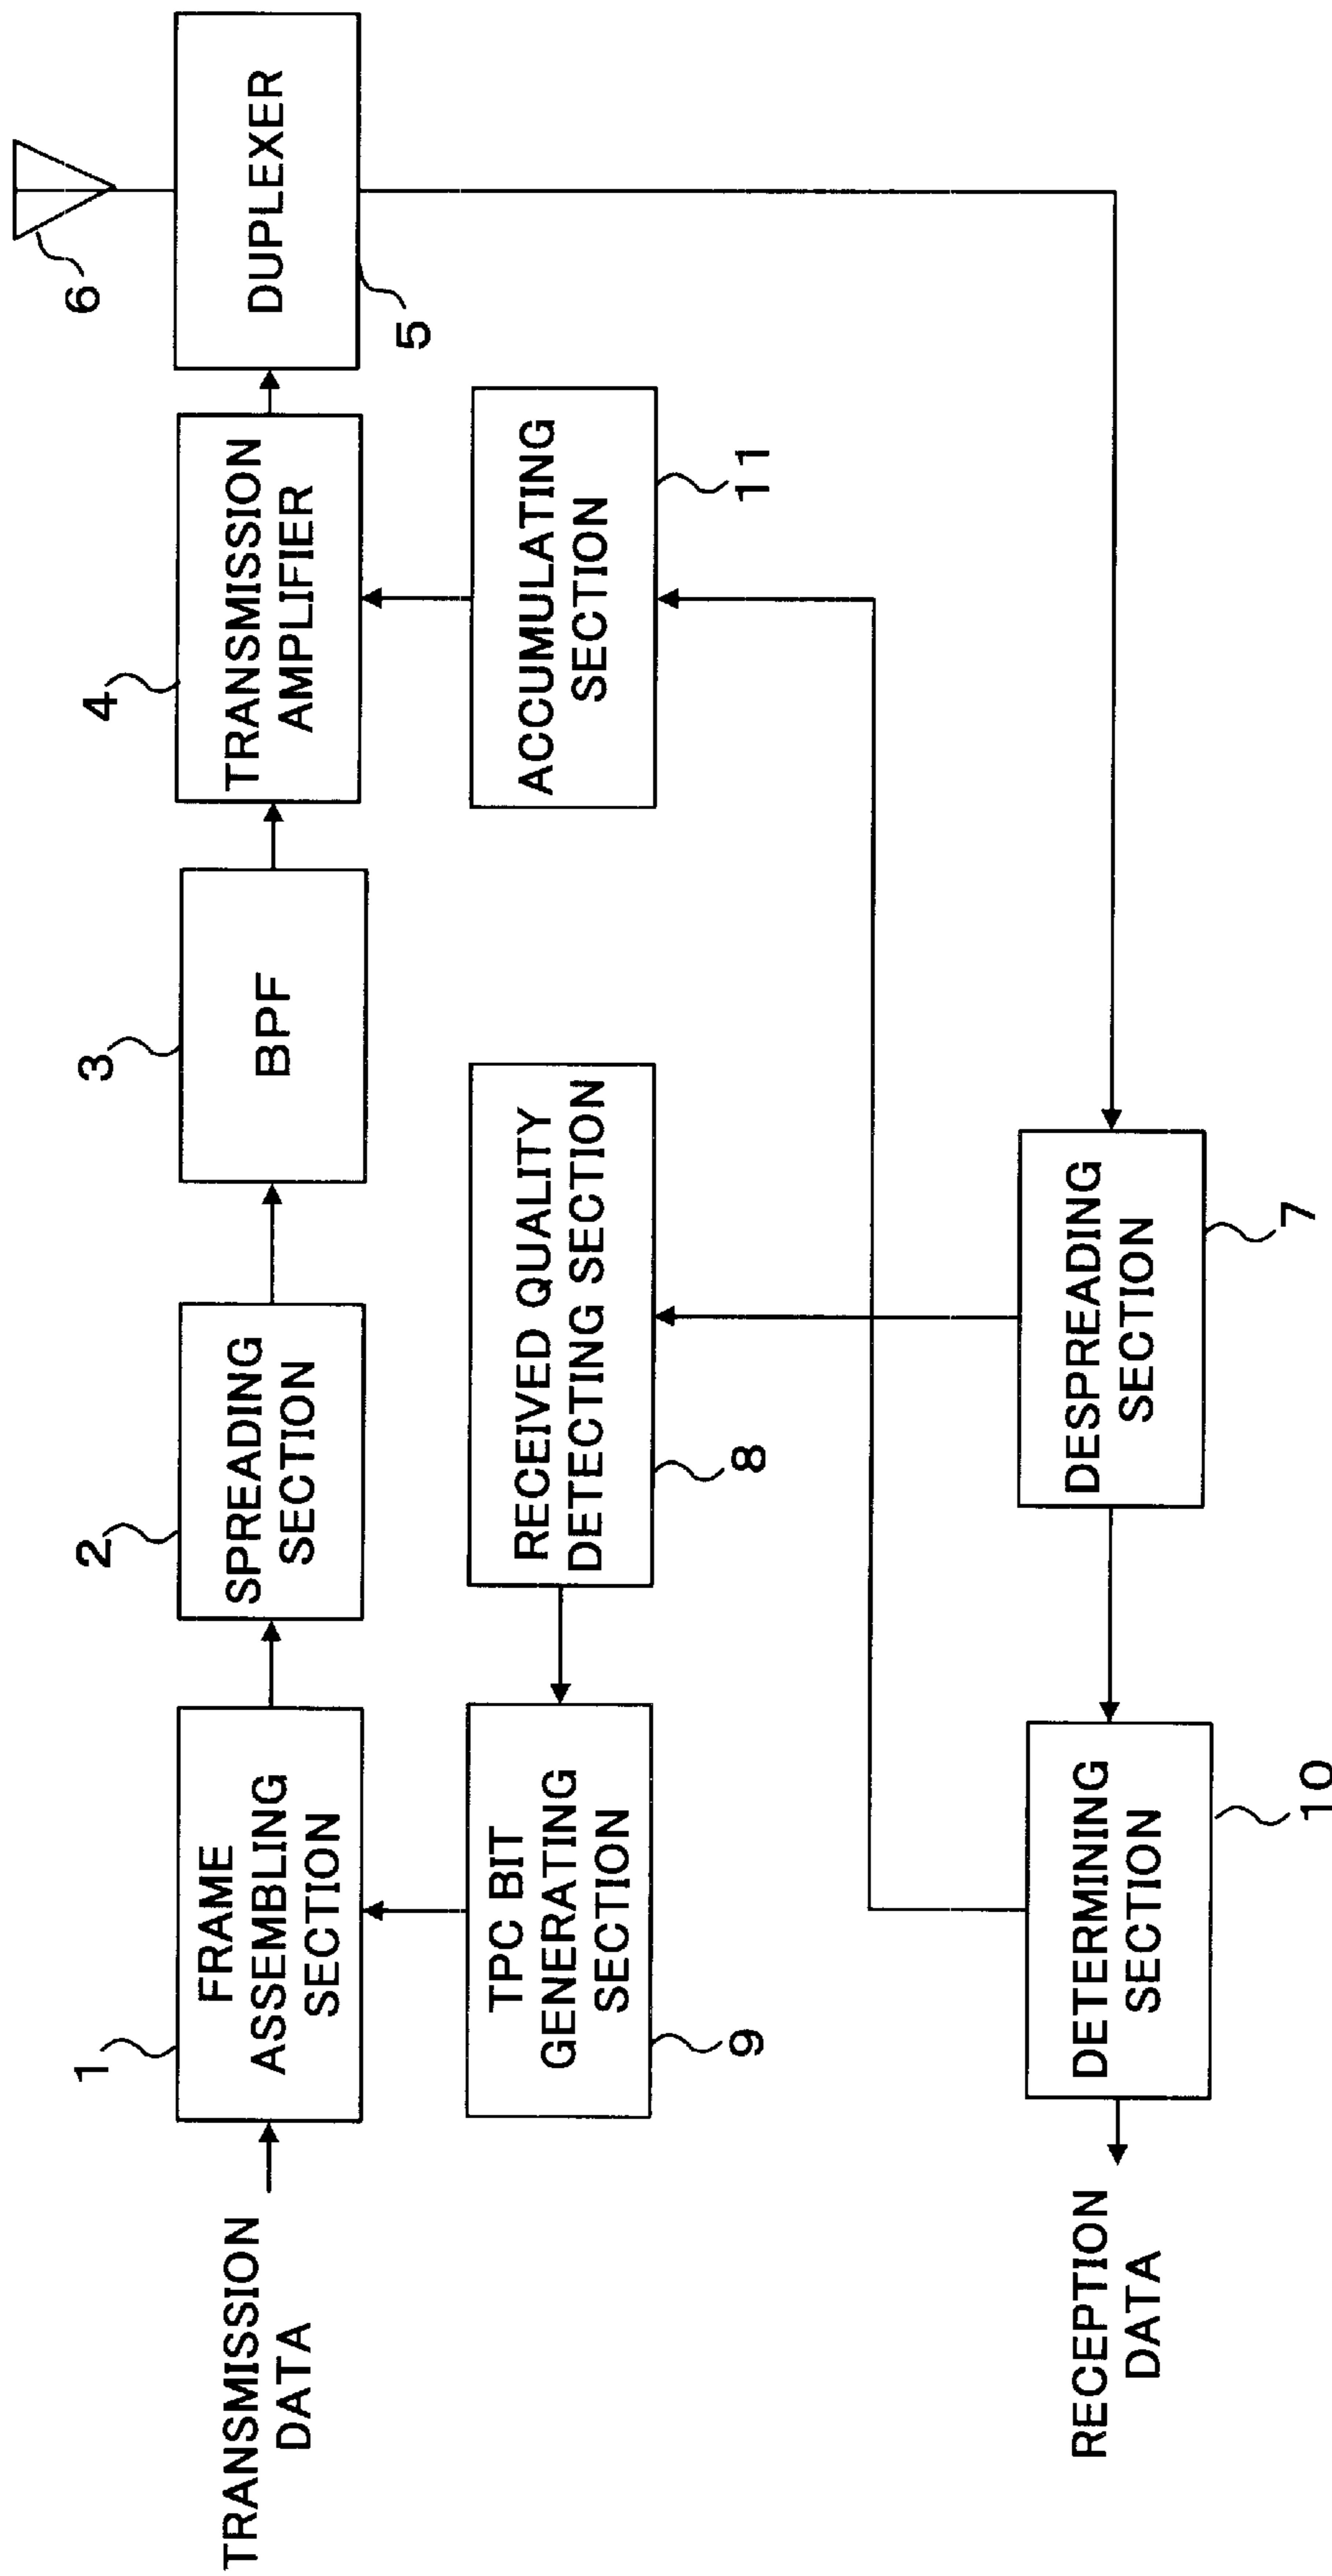 TRANSMISSION
DATA
1
FRAME
ASSEMBLING
SECTION
2
SPREADING
SECTION
3
BPF
4
TRANSMISSION
AMPLIFIER
DUPLEXER
5
6
TPC BIT
GENERATING
SECTION
9
RECEIVED QUALITY
DETECTING SECTION
8
ACCUMULATING
SECTION
11
RECEPTION
DATA
DETERMINING
SECTION
10
DESPREADING
SECTION
7